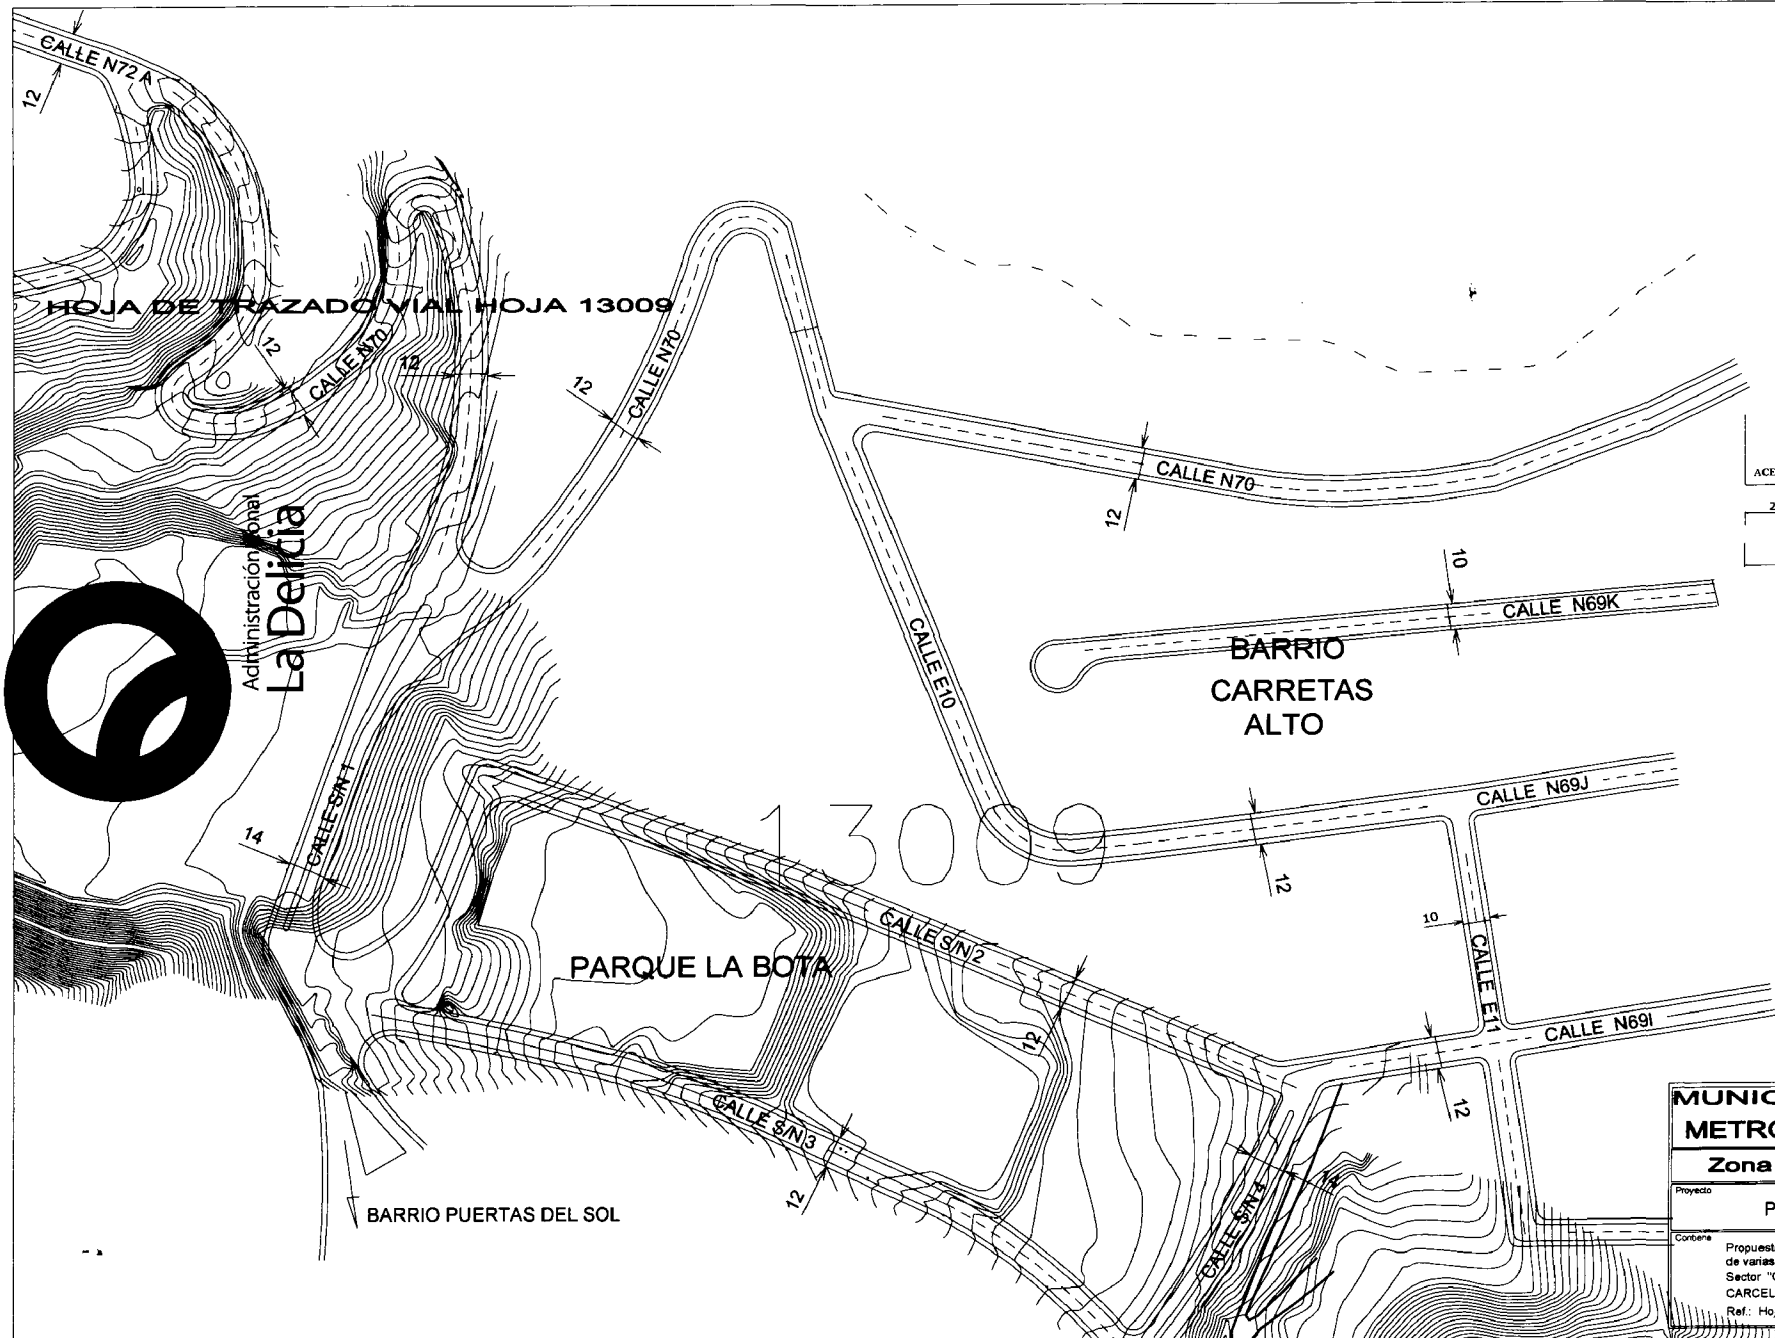 CALLE N72 A
12
HOJA DE TRAZADO VIAL HOJA 13009
12
CALLE N70
12
12
CALLE N70
CALLE N70
12
ACE
2
10
CALLE N69K
Administración Zonal
La Delicia
CALLE E10
BARRIO
CARRETAS
ALTO
CALLE S/N 1
14
13009
CALLE N69J
12
10
CALLE E11
CALLE S/N 2
PARQUE LA BOTA
12
CALLE N69I
12
CALLE S/N 3
12
14
CALLE S/N 4
BARRIO PUERTAS DEL SOL
MUNIC
METRO
Zona
Proyecto
P
Contiene
Propuest
de varias
Sector "C
CARCEL
Ref.: Ho